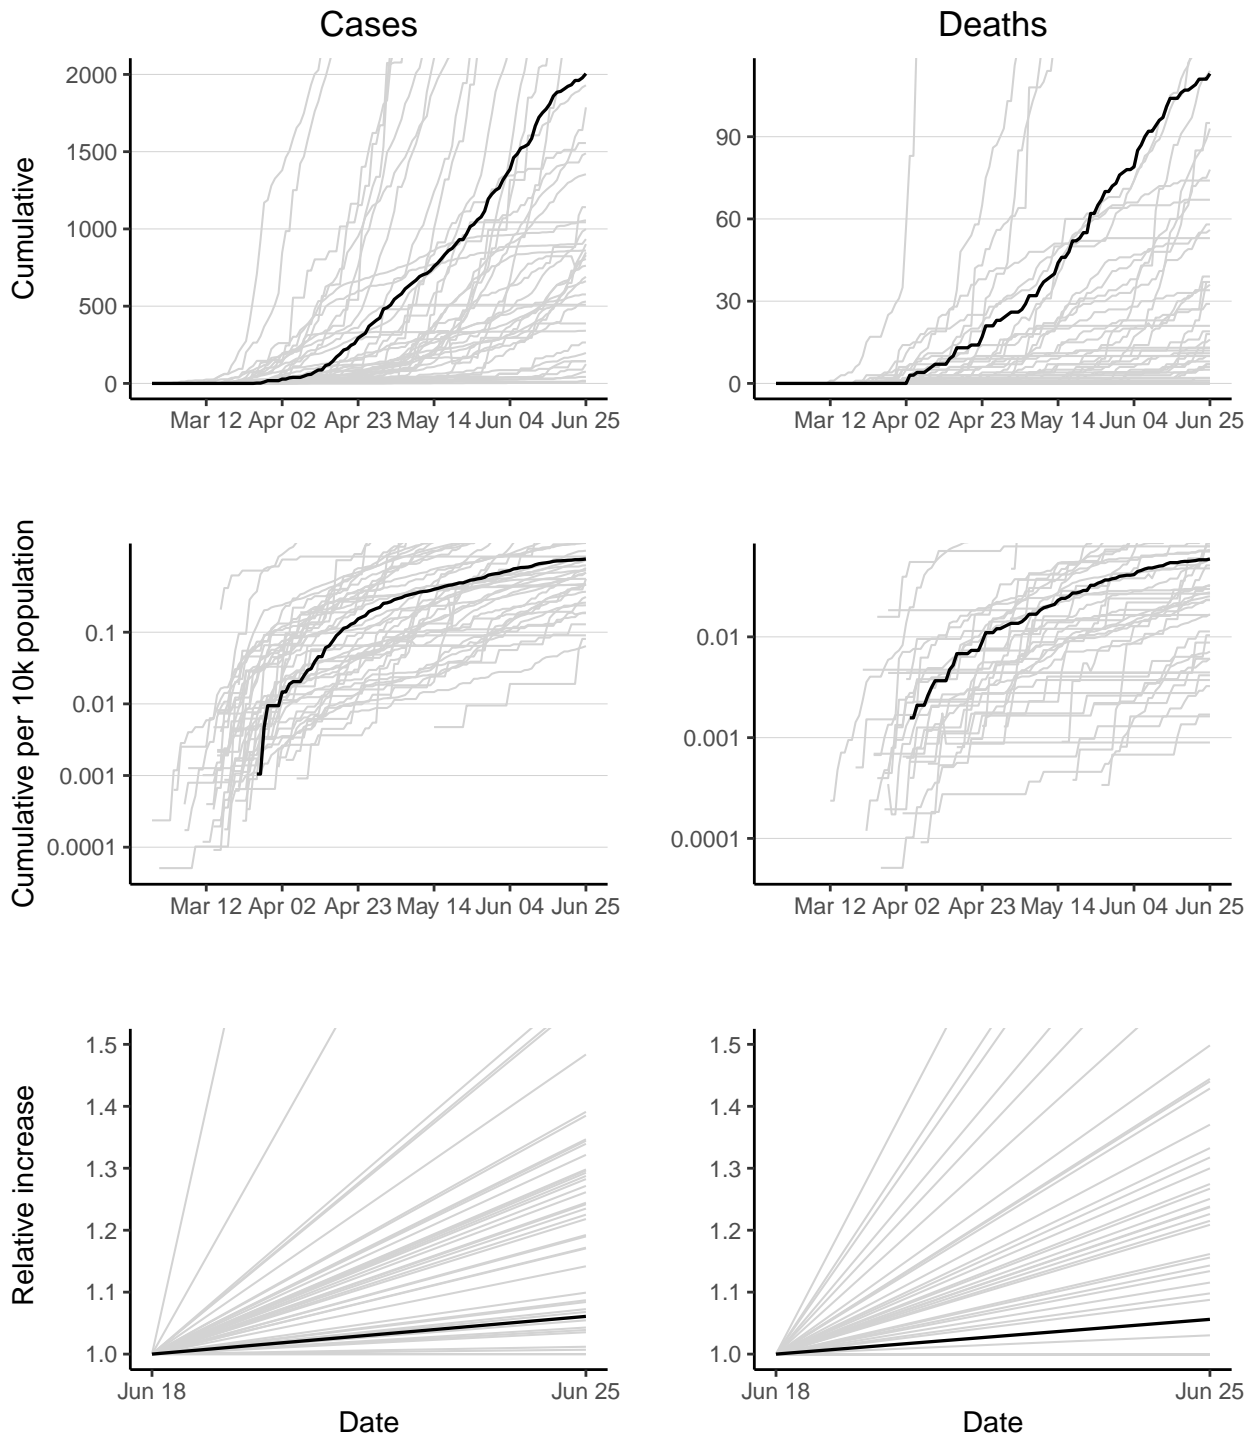 Cases
Deaths
Cumulative
2000
1500
1000
500
0
Mar 12 Apr 02 Apr 23 May 14 Jun 04 Jun 25
90
60
30
0
Mar 12 Apr 02 Apr 23 May 14 Jun 04 Jun 25
Cumulative per 10k population
0.1
0.01
0.001
0.0001
Mar 12 Apr 02 Apr 23 May 14 Jun 04 Jun 25
0.01
0.001
0.0001
Mar 12 Apr 02 Apr 23 May 14 Jun 04 Jun 25
Relative increase
1.5
1.4
1.3
1.2
1.1
1.0
Jun 18 Jun 25
Date
1.5
1.4
1.3
1.2
1.1
1.0
Jun 18 Jun 25
Date